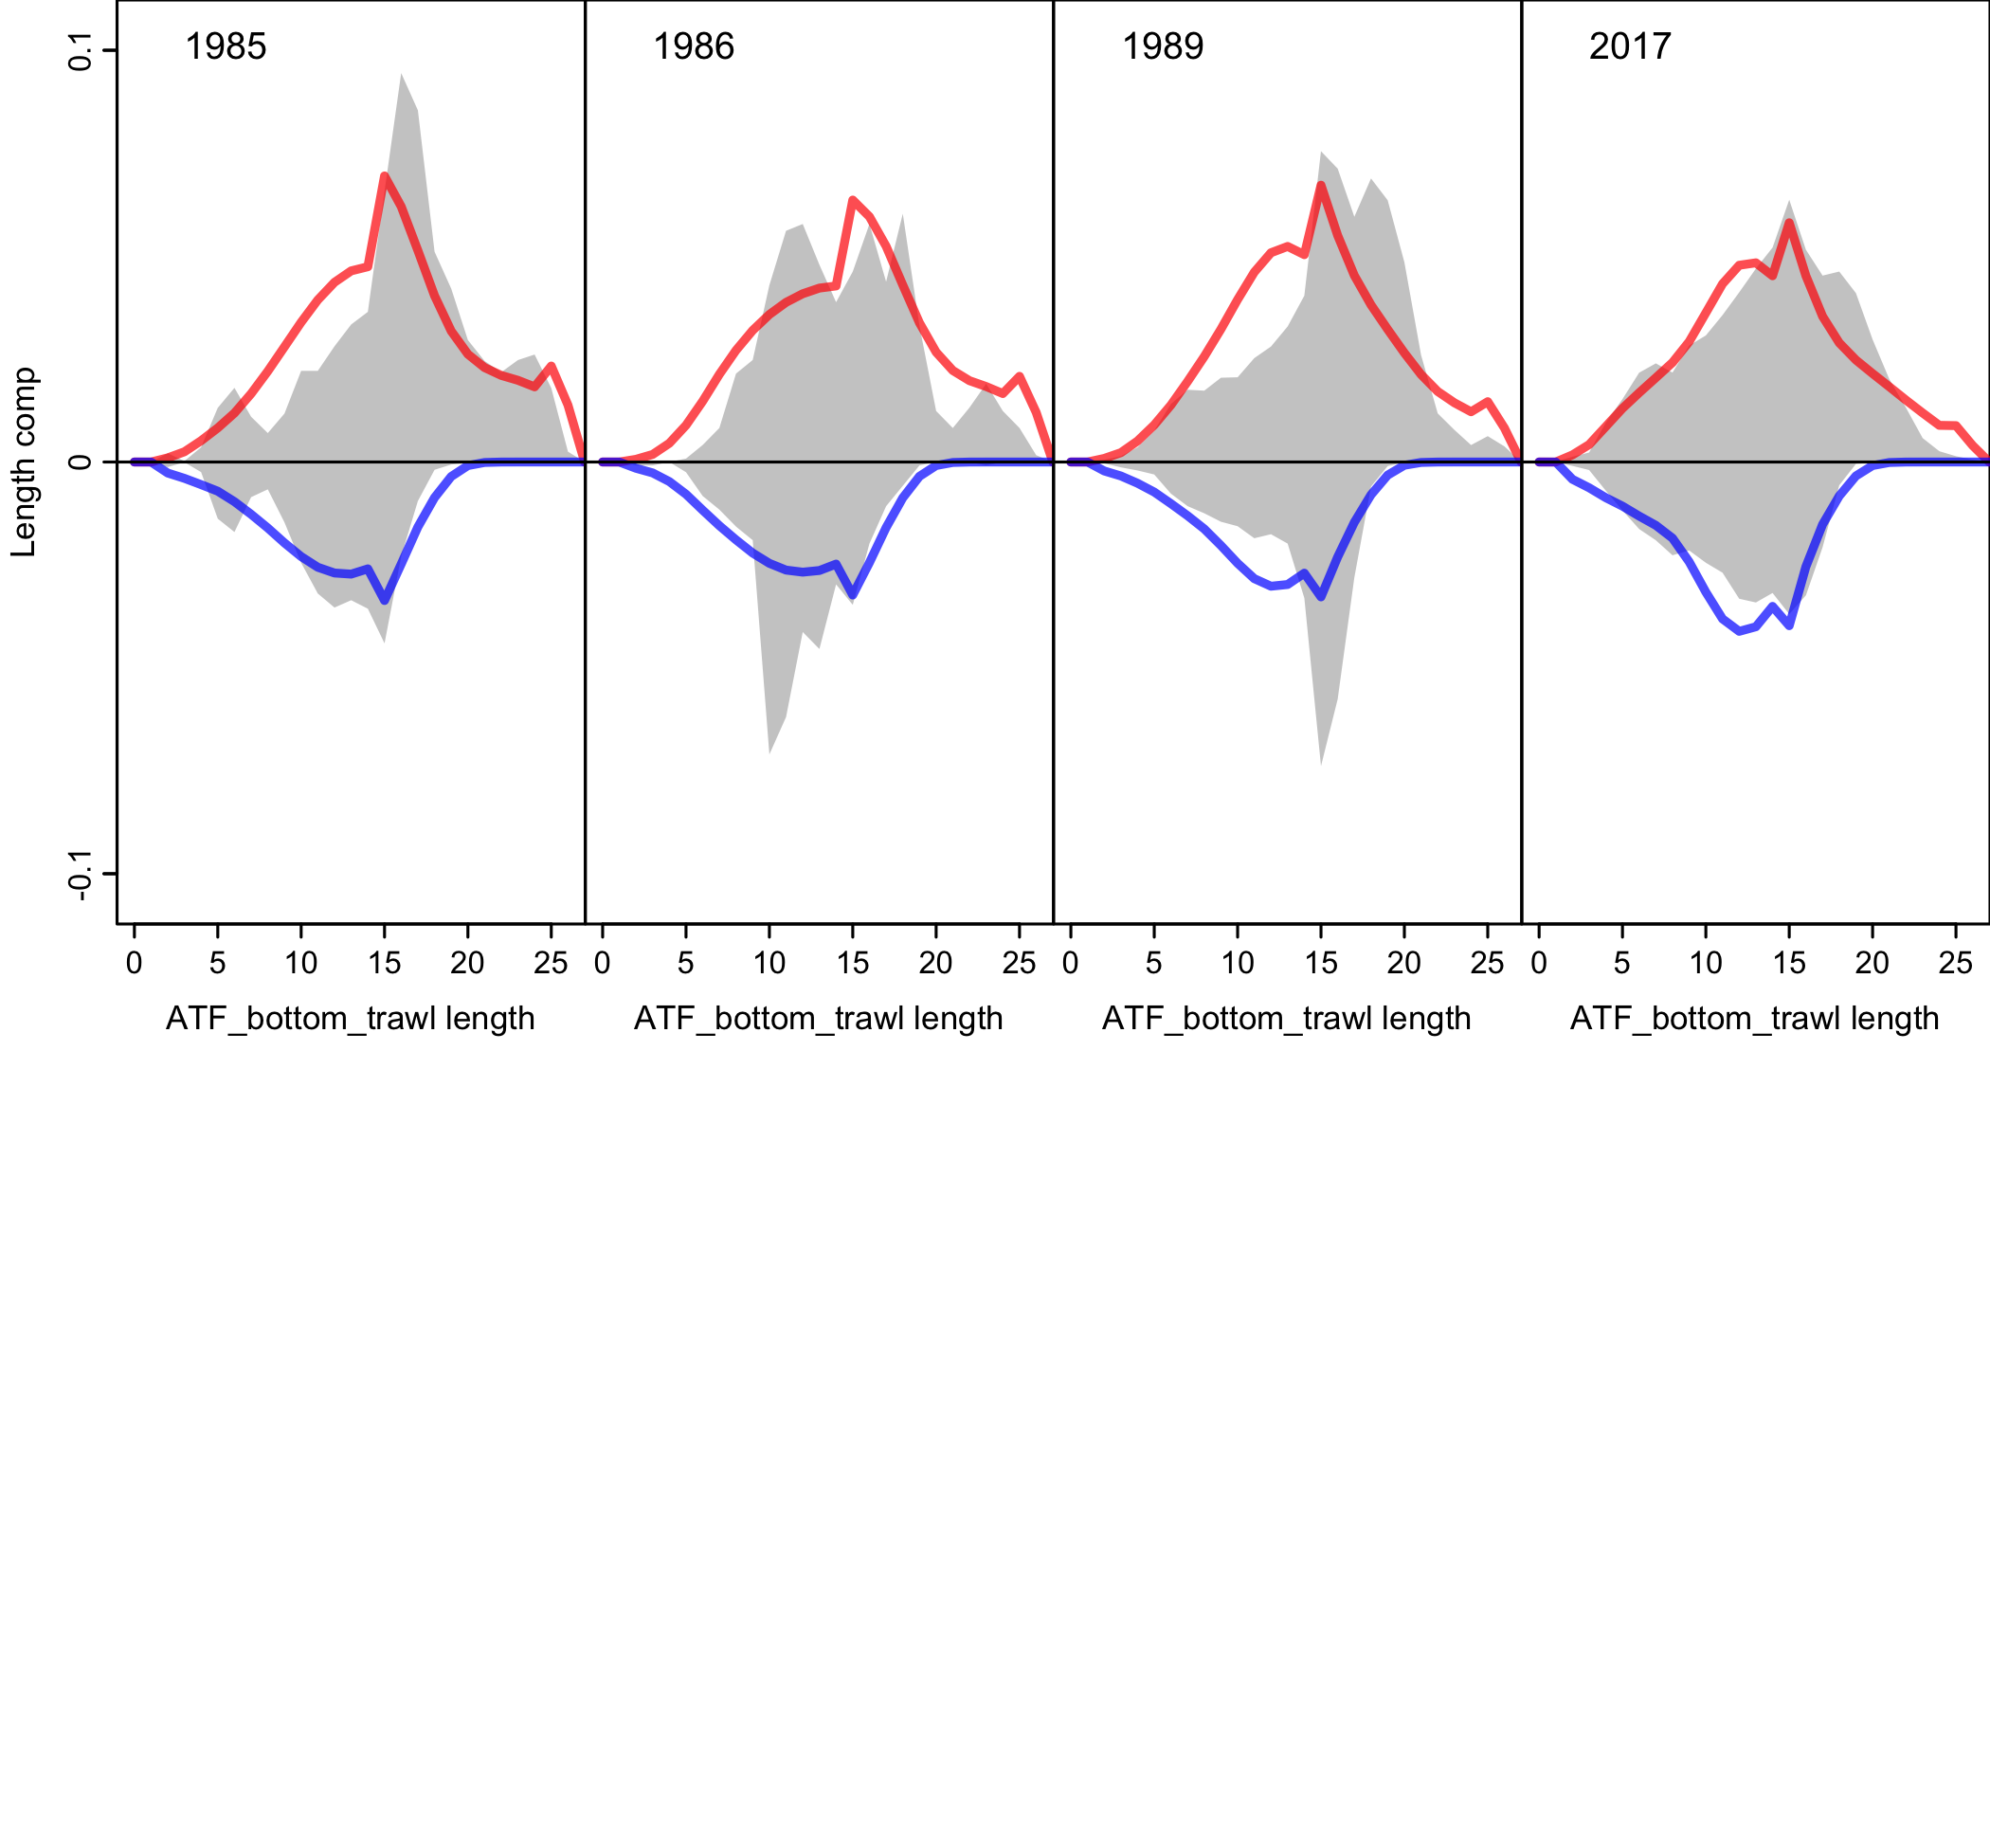 1985 1986 1989 2017
0.1
Length comp
0
-0.1
0 5 10 15 20 25 0 5 10 15 20 25 0 5 10 15 20 25 0 5 10 15 20 25
ATF_bottom_trawl length ATF_bottom_trawl length ATF_bottom_trawl length ATF_bottom_trawl length